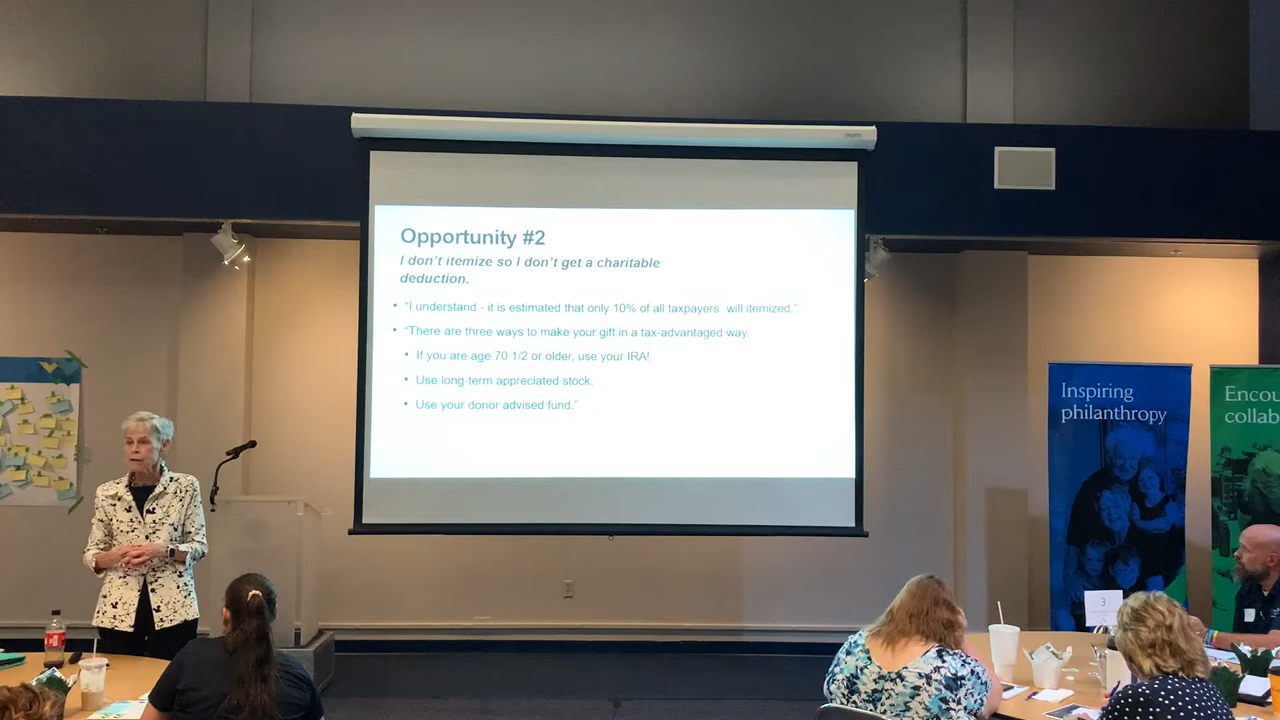 Opportunity #2
I don't itemize so I don't get a charitable
deduction.
• "I understand - it is estimated that only 10% of all taxpayers will itemized."
• "There are three ways to make your gift in a tax-advantaged way.
• If you are age 70 1/2 or older, use your IRA!
• Use long-term appreciated stock.
• Use your donor advised fund."
Inspiring
philanthropy
Encou
collab
3